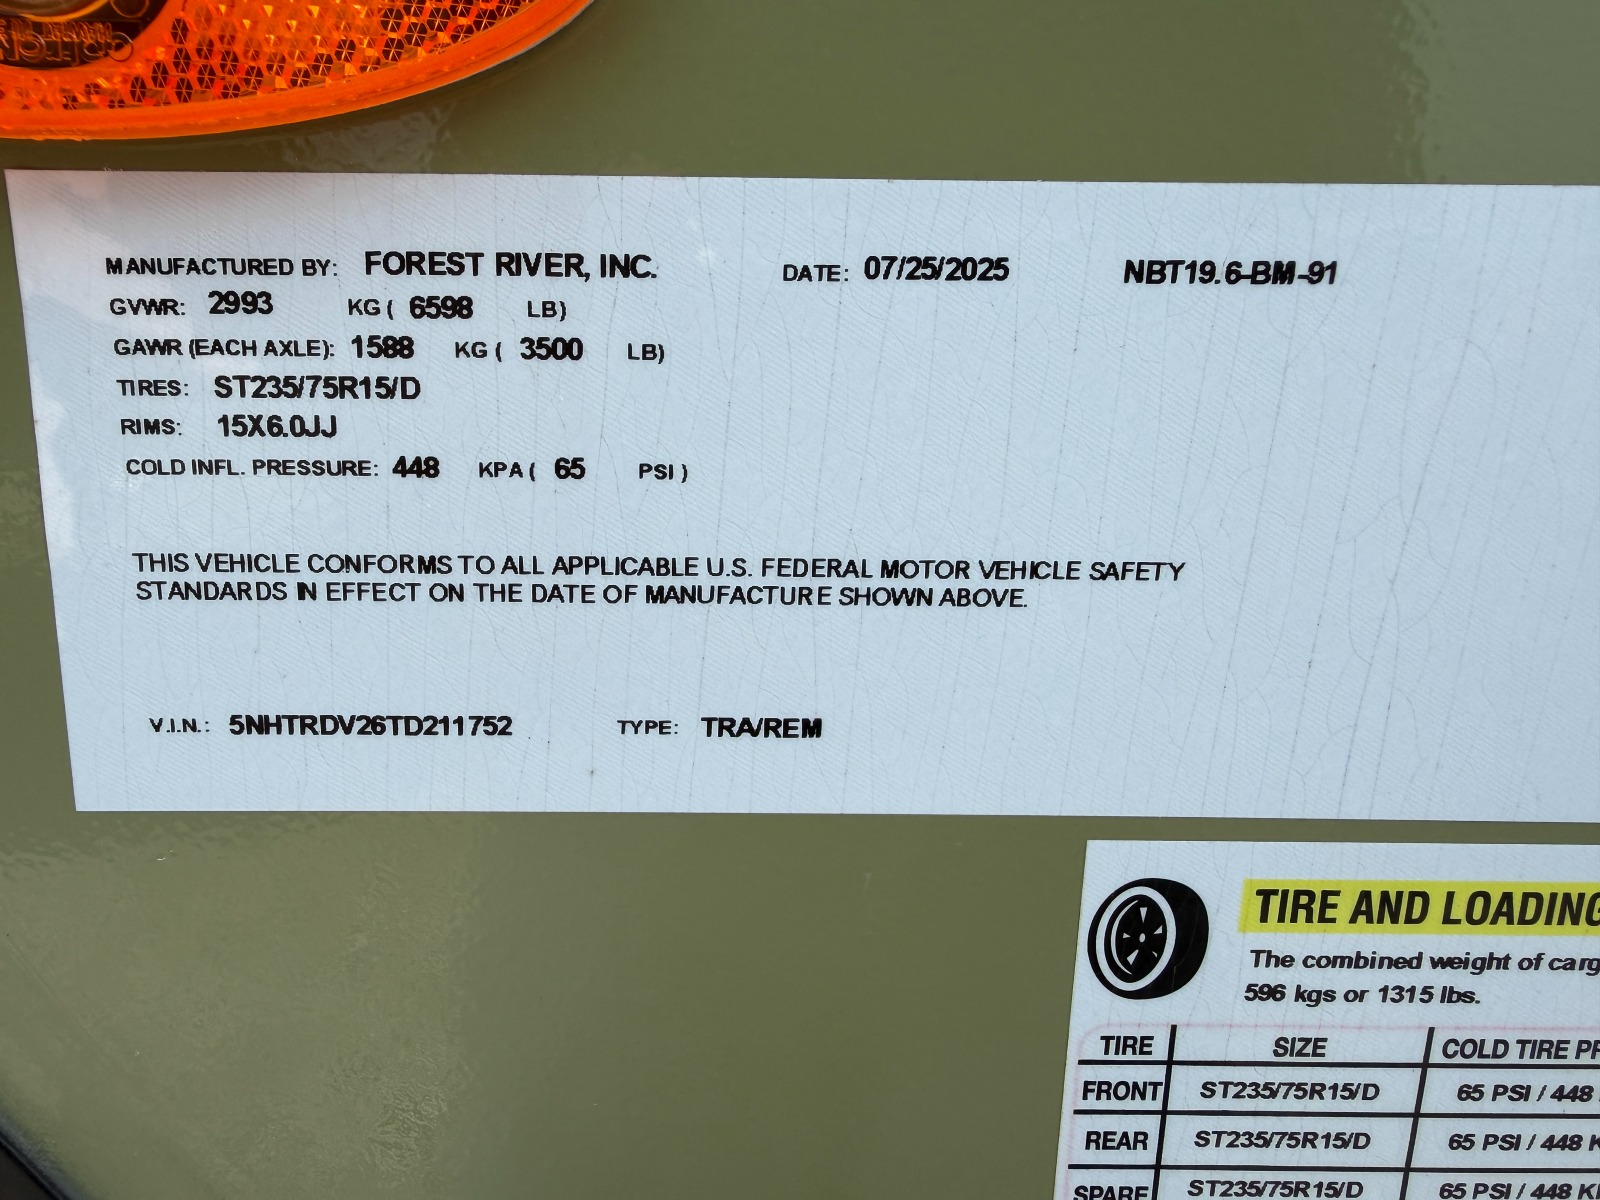 MANUFACTURED BY: FOREST RIVER, INC. DATE: 07/25/2025 NBT19.6-BM-91
GVWR: 2993 KG ( 6598 LB)
GAWR (EACH AXLE): 1588 KG ( 3500 LB)
TIRES: ST235/75R15/D
RIMS: 15X6.0JJ
COLD INFL. PRESSURE: 448 KPA ( 65 PSI )
THIS VEHICLE CONFORMS TO ALL APPLICABLE U.S. FEDERAL MOTOR VEHICLE SAFETY
STANDARDS IN EFFECT ON THE DATE OF MANUFACTURE SHOWN ABOVE.
V.I.N.: 5NHTRDV26TD211752 TYPE: TRA/REM
TIRE AND LOADING
The combined weight of carg
596 kgs or 1315 lbs.
TIRE SIZE COLD TIRE PR
FRONT ST235/75R15/D 65 PSI / 448
REAR ST235/75R15/D 65 PSI / 448 K
SPARE ST235/75R15/D 65 PSI / 448 K